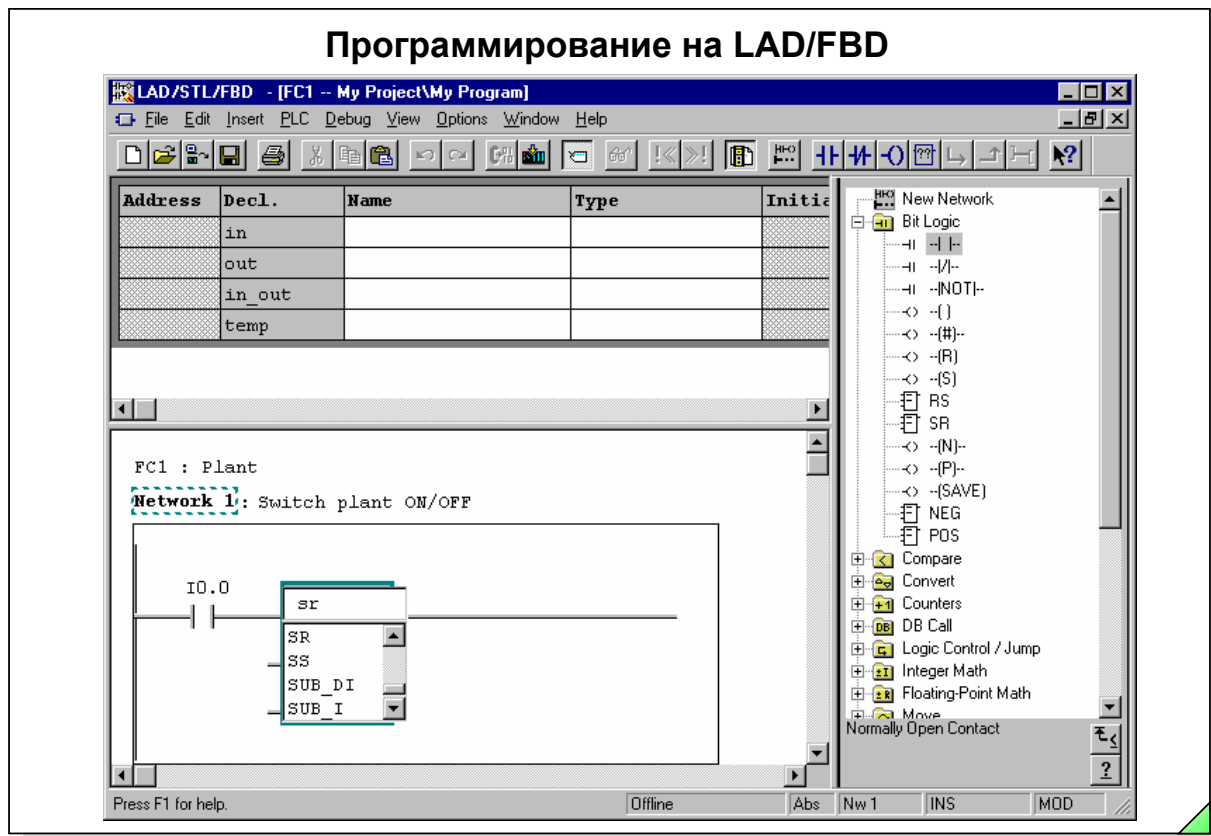 Программирование на LAD/FBD
LAD/STL/FBD - [FC1 -- My Project\My Program]
File Edit Insert PLC Debug View Options Window Help
Address Decl. Name Type Initia
in
out
in_out
temp
FC1 : Plant
Network 1: Switch plant ON/OFF
I0.0
sr
SR
SS
SUB_DI
SUB_I
New Network
Bit Logic
--| |--
--|/|--
--|NOT|--
--( )
--(#)--
--(R)
--(S)
RS
SR
--(N)--
--(P)--
--(SAVE)
NEG
POS
Compare
Convert
Counters
DB Call
Logic Control / Jump
Integer Math
Floating-Point Math
Move
Normally Open Contact
Press F1 for help. Offline Abs Nw 1 INS MOD